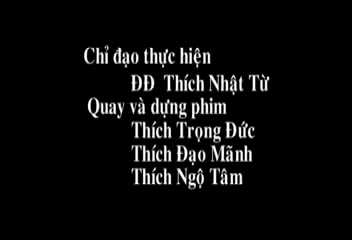 Chỉ đạo thực hiện
ĐĐ Thích Nhật Từ
Quay và dựng phim
Thích Trọng Đức
Thích Đạo Mãnh
Thích Ngộ Tâm